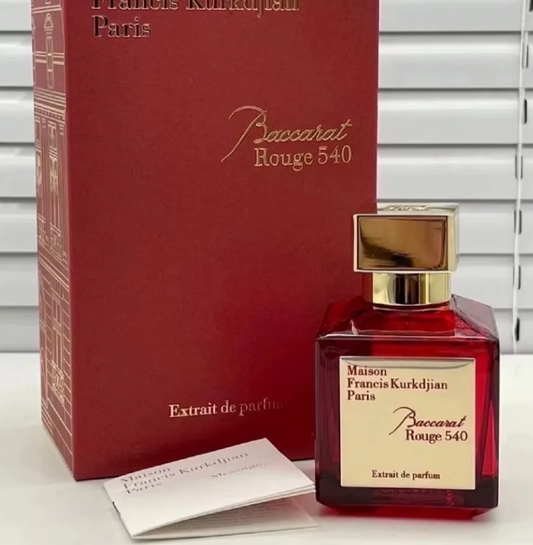 Francis Kurkdjian
Paris
Baccarat
Rouge 540
Extrait de parfum
Maison
Francis Kurkdjian
Paris
Baccarat
Rouge 540
Extrait de parfum
Maison
Francis Kurkdjian
Paris